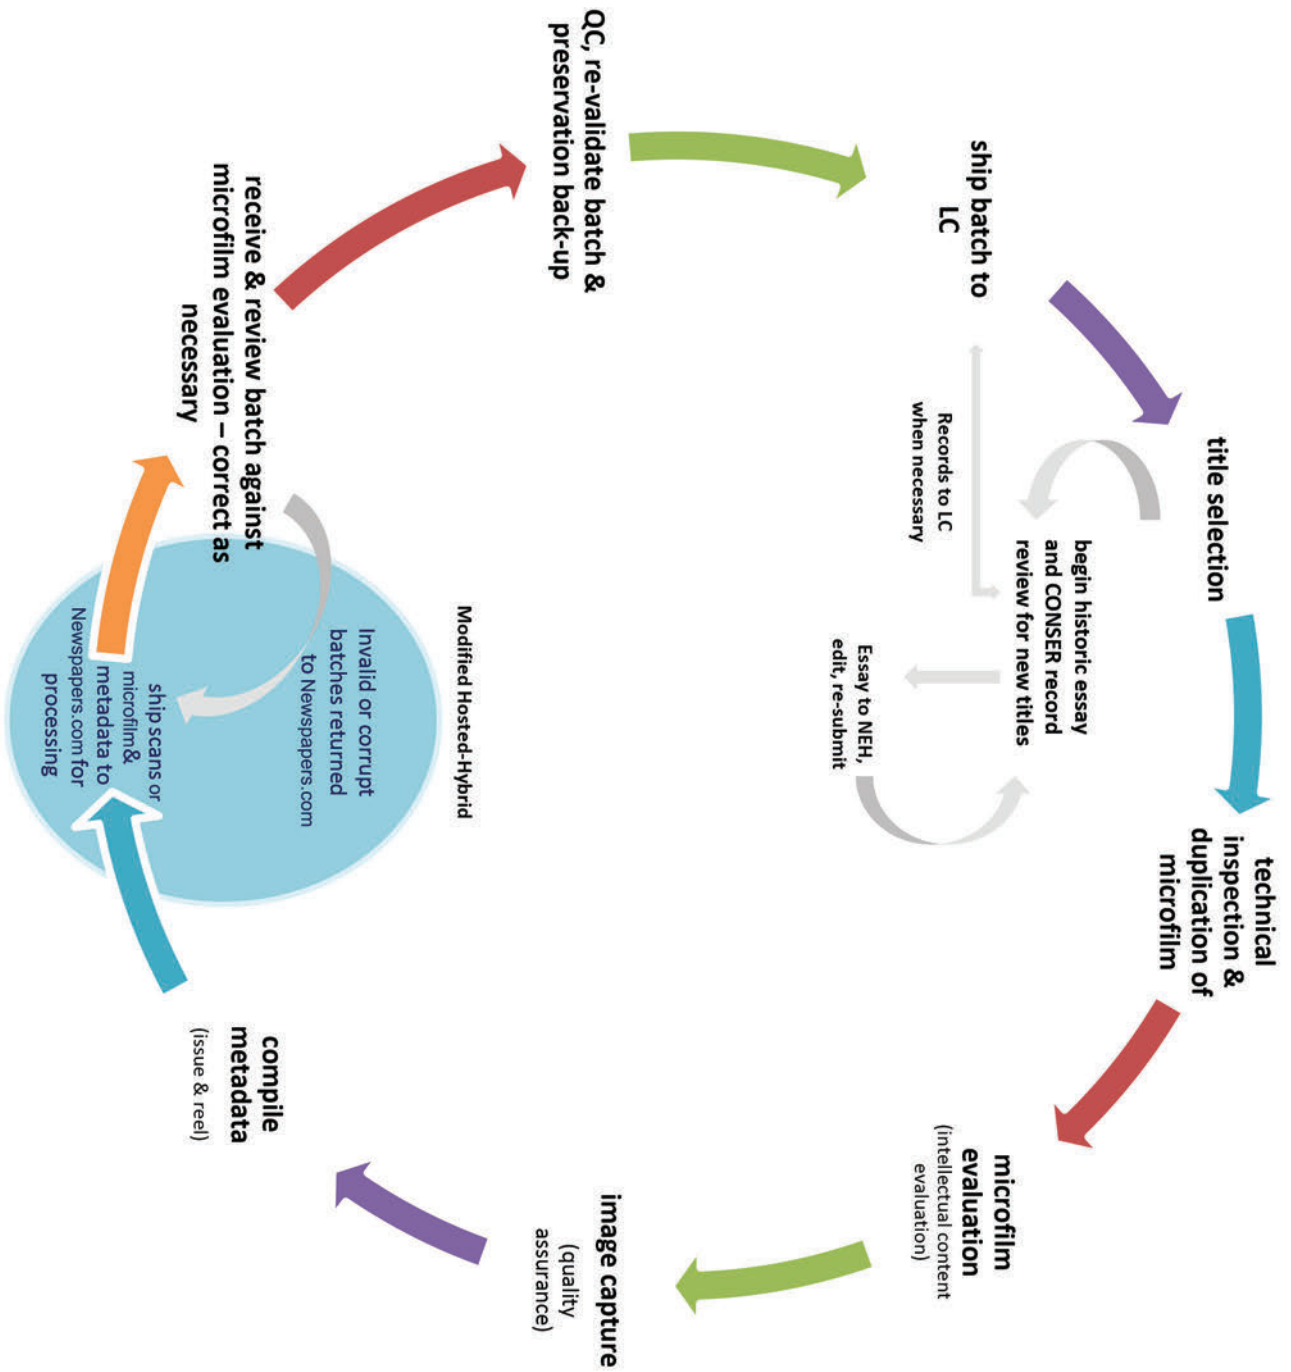 title selection
technical
inspection &
duplication of
microfilm
microfilm
evaluation
(intellectual content
evaluation)
image capture
(quality
assurance)
compile
metadata
(issue & reel)
Modified Hosted-Hybrid
Invalid or corrupt
batches returned
to Newspapers.com
ship scans or
microfilm&
metadata to
Newspapers.com for
processing
receive & review batch against
microfilm evaluation – correct as
necessary
QC, re-validate batch &
preservation back-up
ship batch to
LC
begin historic essay
and CONSER record
review for new titles
Records to LC
when necessary
Essay to NEH,
edit, re-submit